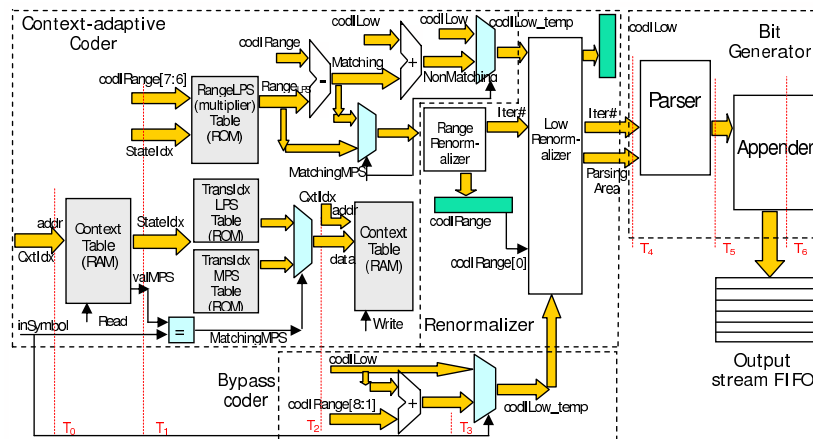 Context-adaptive
Coder
codILow
codILow
codILow_temp
codILow
Bit
Generator
codIRange
codIRange[7:6]
RangeLPS
(multiplier)
Table
(ROM)
RangeLPS
-
Matching
+
NonMatching
StateIdx
MatchingMPS
Range
Renorm-
alizer
Iter#
Low
Renorm-
alizer
Iter#
Parsing
Area
Parser
Appender
codIRange
codIRange[0]
addr
CxtIdx
Context
Table
(RAM)
StateIdx
valMPS
TransIdx
LPS
Table
(ROM)
TransIdx
MPS
Table
(ROM)
CxtIdx
addr
data
Context
Table
(RAM)
Read
Write
inSymbol
=
MatchingMPS
Renormalizer
T4
T5
T6
Output
stream FIFO
Bypass
coder
codILow
codIRange[8:1]
+
codILow_temp
T0
T1
T2
T3